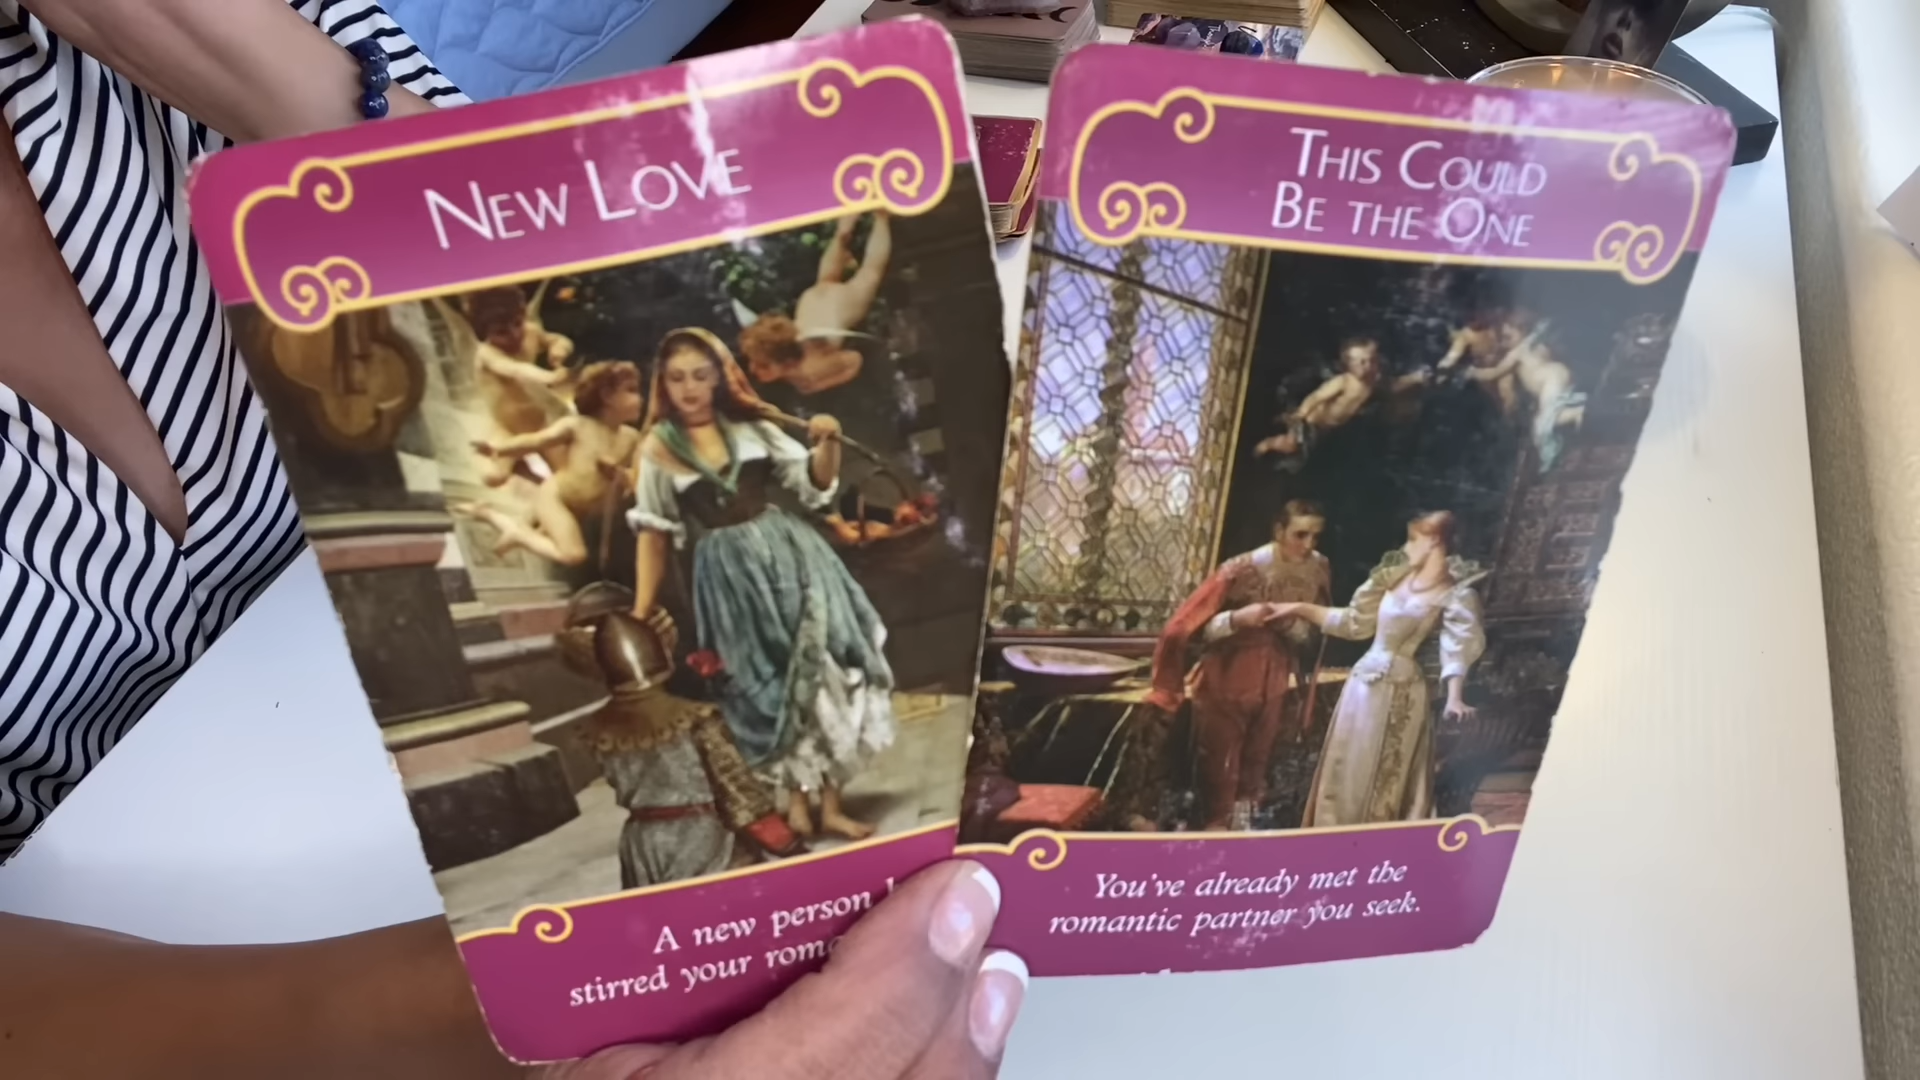 NEW LOVE
A new person
stirred your
THIS COULD
BE THE ONE
You've already met the
romantic partner you seek.